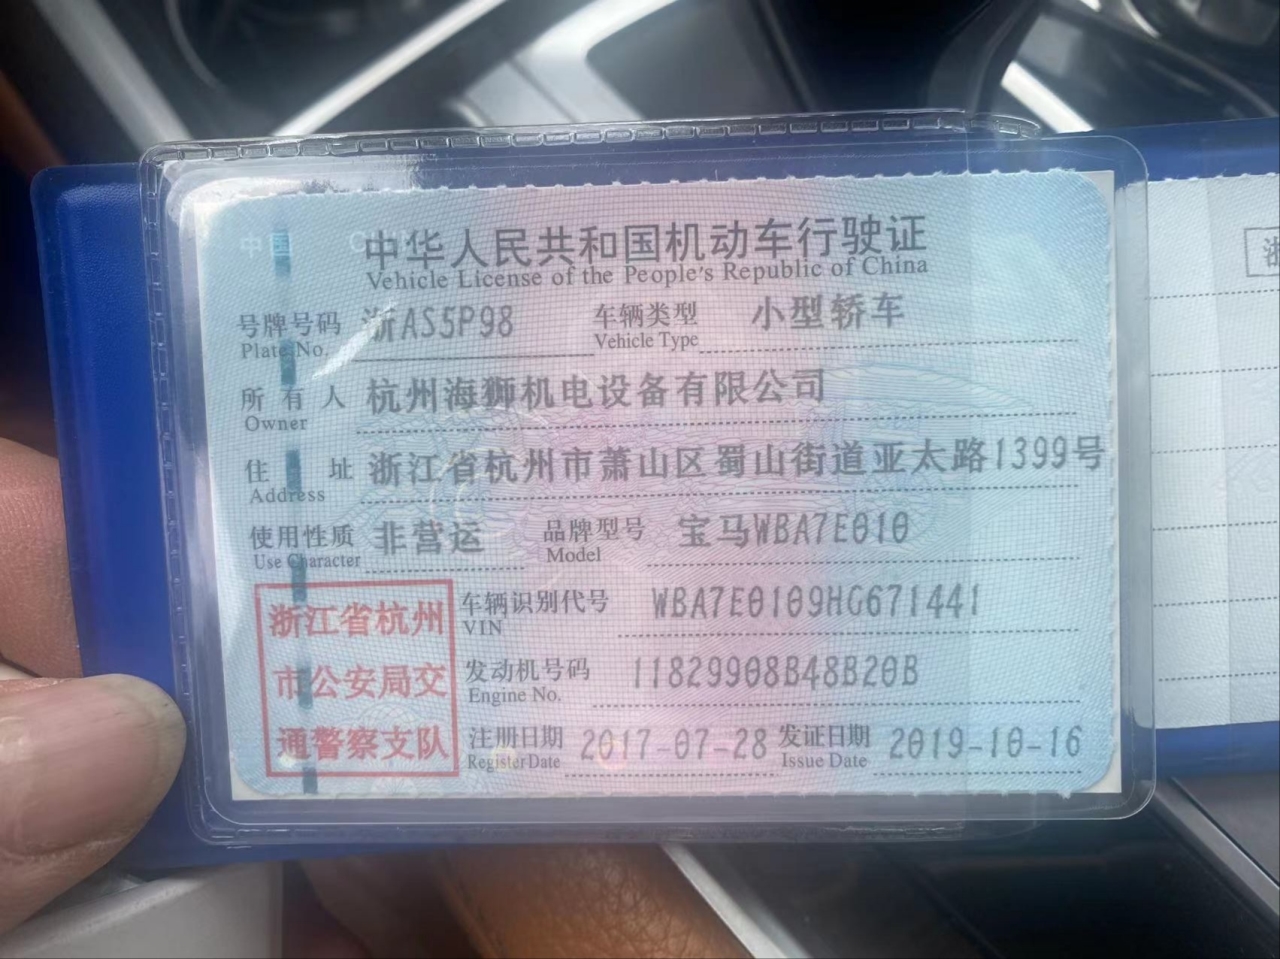 中华人民共和国机动车行驶证
Vehicle License of the People's Republic of China
号牌号码 浙AS5P98 车辆类型 小型轿车
Plate No. Vehicle Type
所有人 杭州海狮机电设备有限公司
Owner
住址 浙江省杭州市萧山区蜀山街道亚太路1399号
Address
使用性质 非营运 品牌型号 宝马WBA7E010
Use Character Model
浙江省杭州
市公安局交
通警察支队
车辆识别代号 WBA7E0109HG671441
VIN
发动机号码 11829908B48B20B
Engine No.
注册日期 2017-07-28 发证日期 2019-10-16
Register Date Issue Date